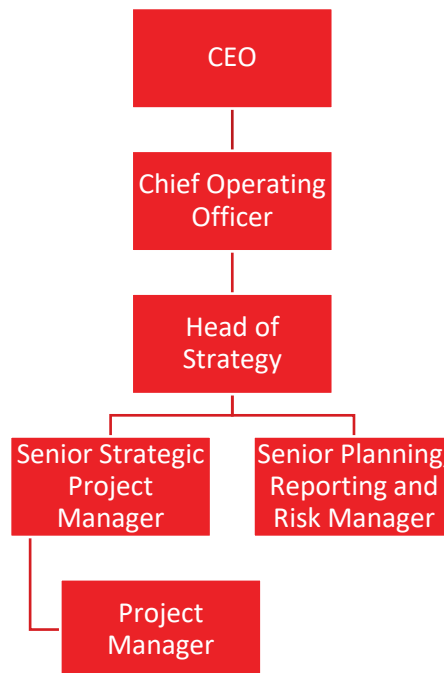 CEO
Chief Operating
Officer
Head of
Strategy
Senior Strategic
Project
Manager
Senior Planning,
Reporting and
Risk Manager
Project
Manager